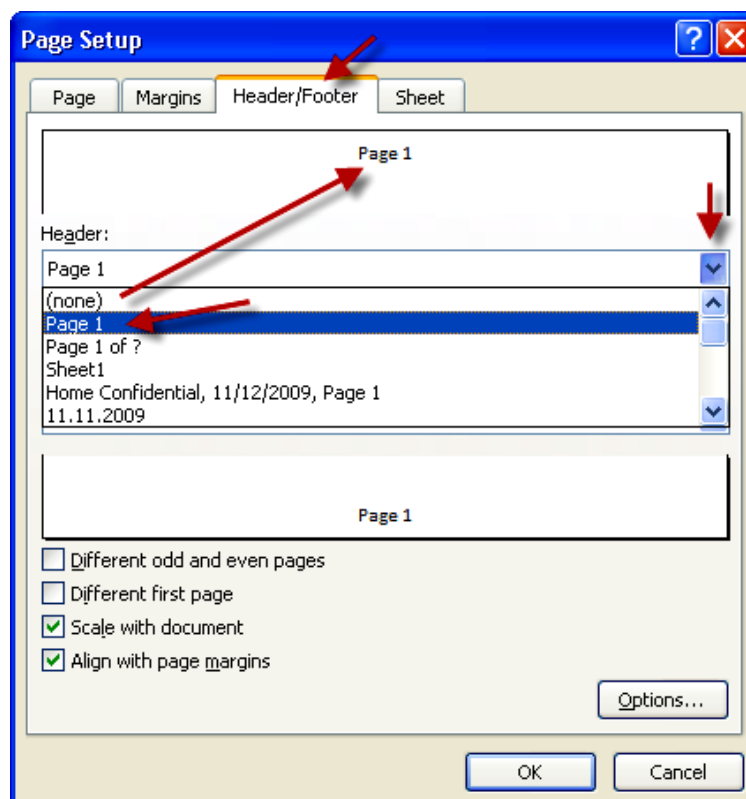 Page Setup
Page Margins Header/Footer Sheet
Page 1
Header:
Page 1
(none)
Page 1
Page 1 of ?
Sheet1
Home Confidential, 11/12/2009, Page 1
11.11.2009
Page 1
Different odd and even pages
Different first page
Scale with document
Align with page margins
Options...
OK Cancel